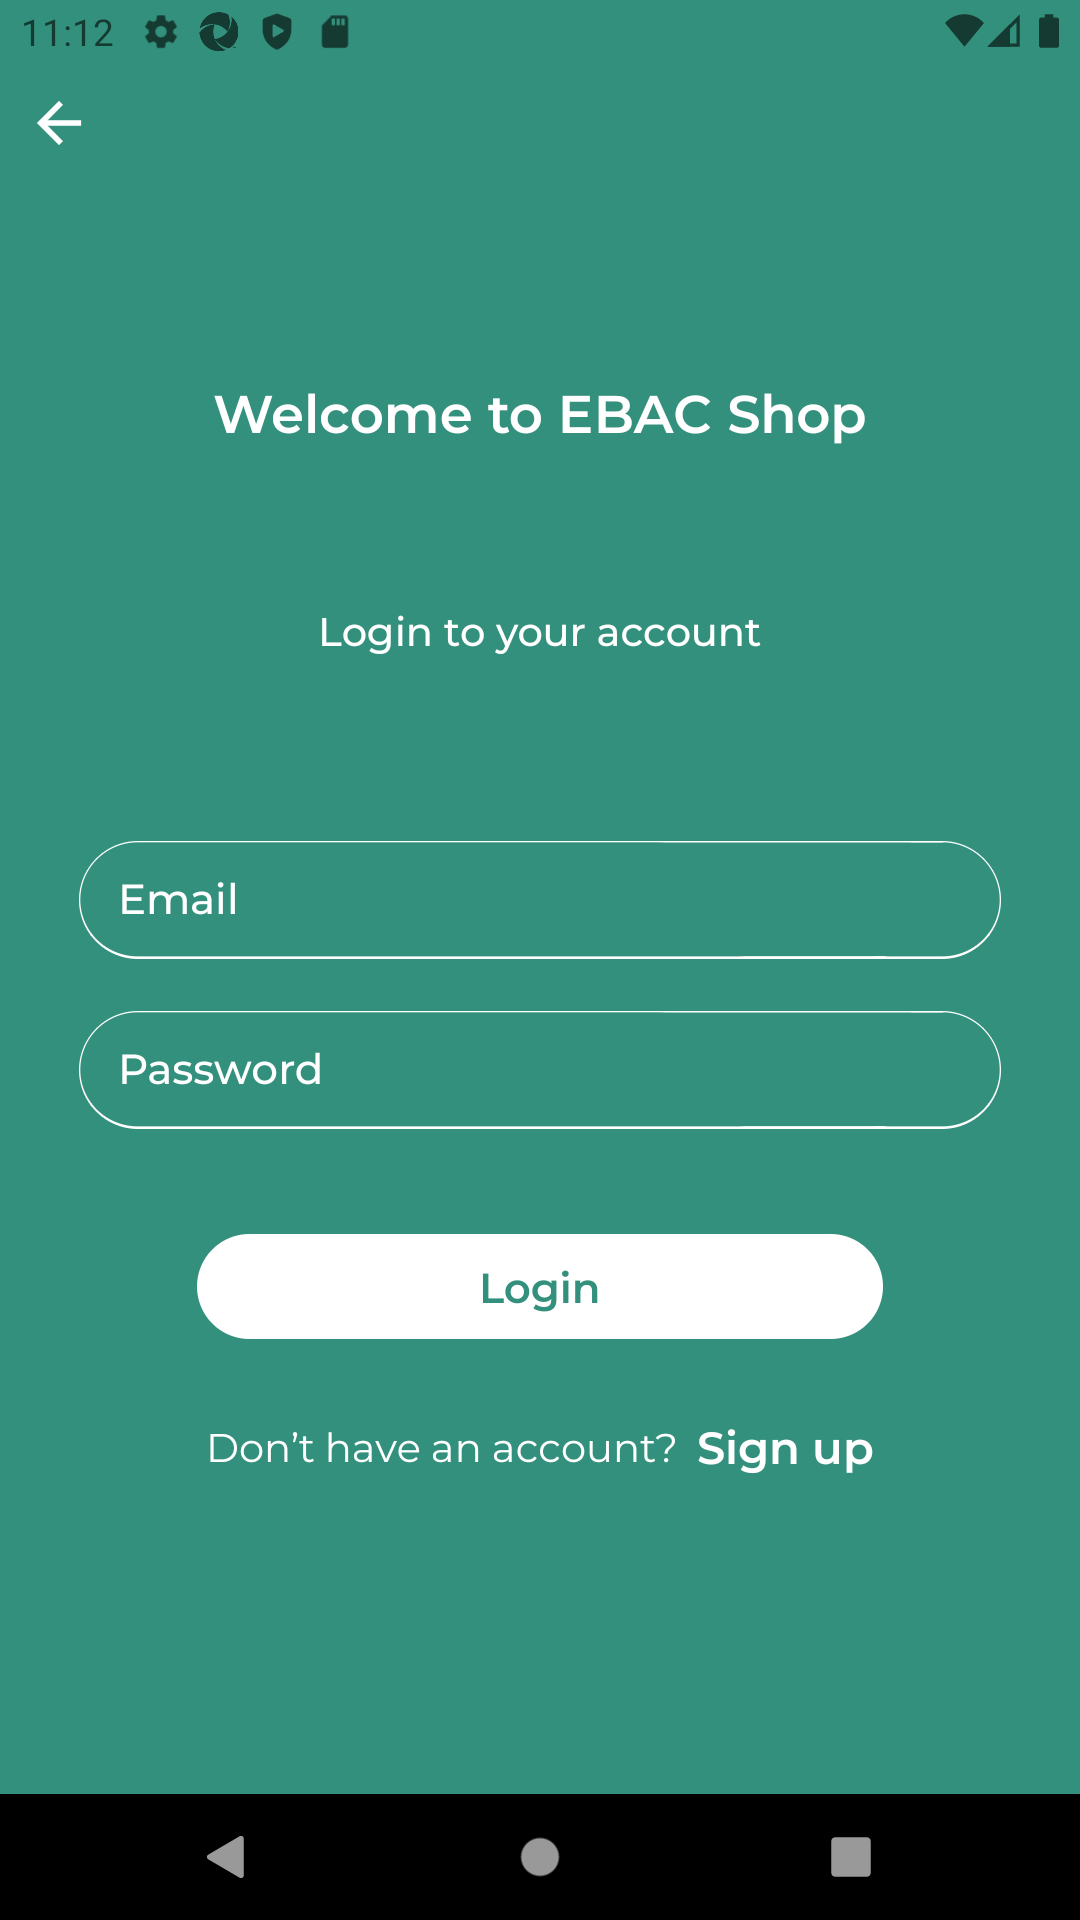 11:12
Welcome to EBAC Shop
Login to your account
Email
Password
Login
Don’t have an account? Sign up